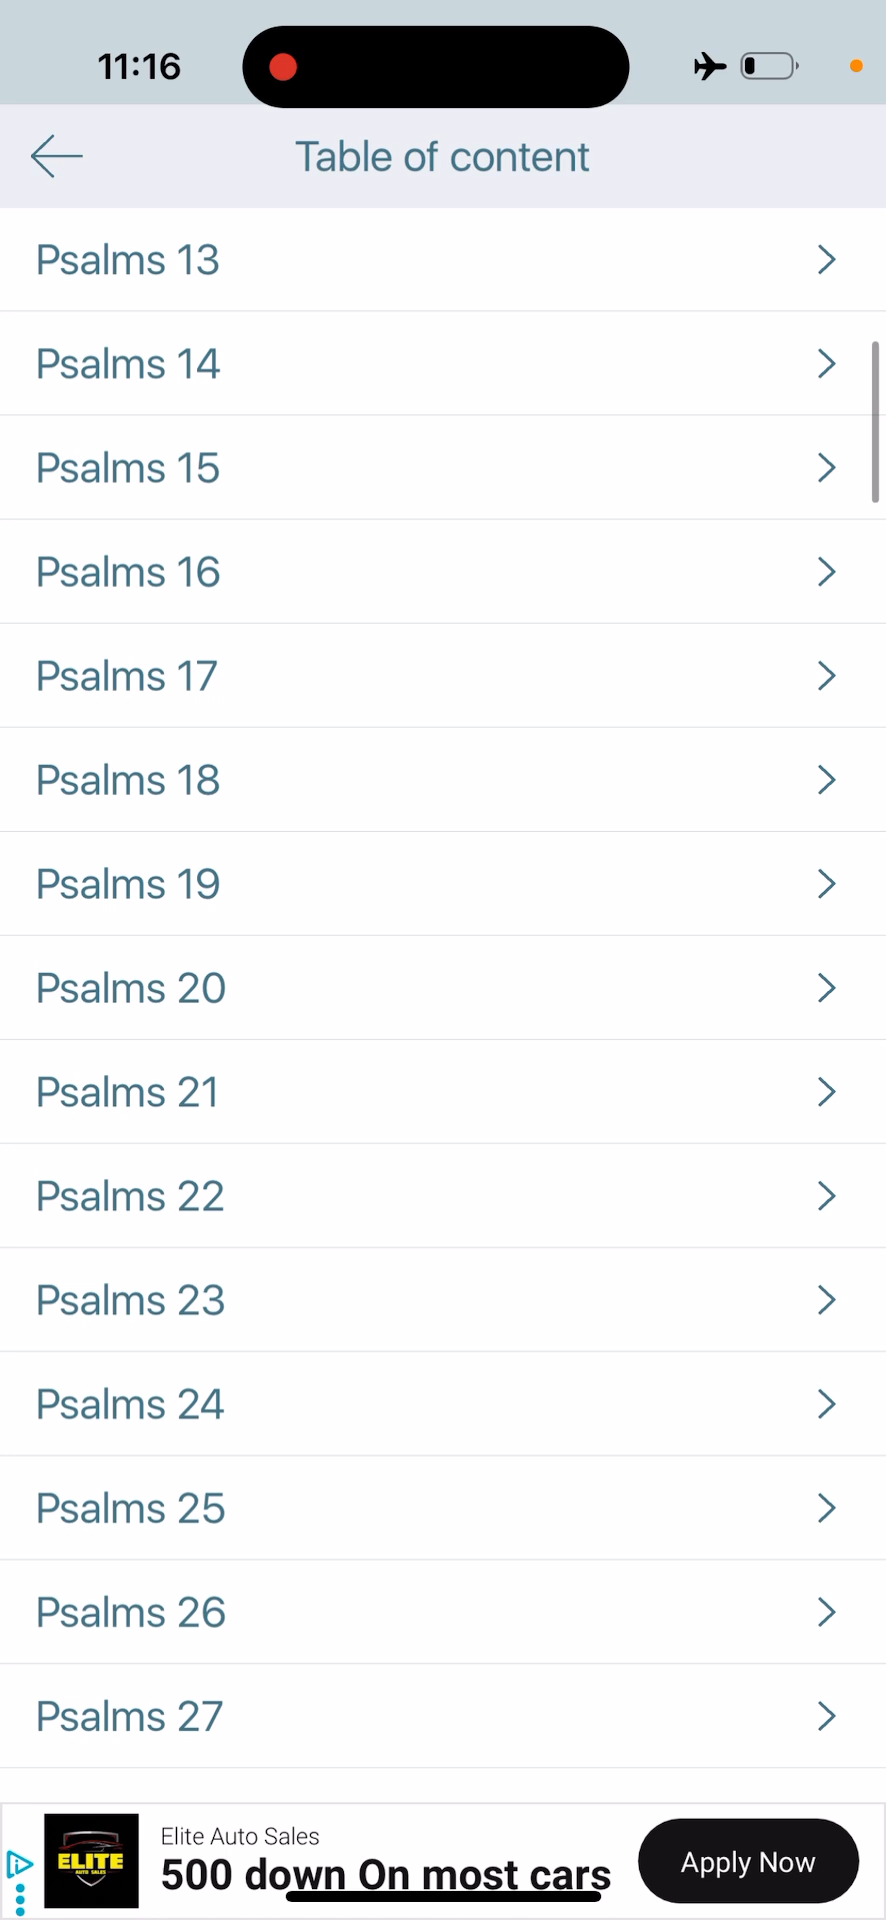 11:16
Table of content
Psalms 13
Psalms 14
Psalms 15
Psalms 16
Psalms 17
Psalms 18
Psalms 19
Psalms 20
Psalms 21
Psalms 22
Psalms 23
Psalms 24
Psalms 25
Psalms 26
Psalms 27
ELITE
AUTO SALES
Elite Auto Sales
500 down On most cars
Apply Now